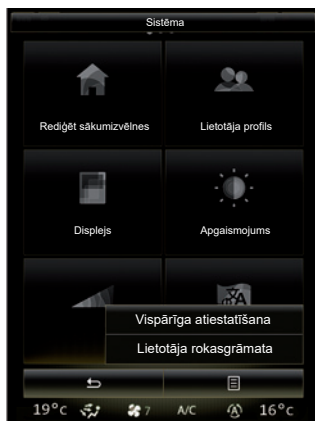 Sistēma
Rediģēt sākumizvēlnes
Lietotāja profils
Displejs
Apgaismojums
Vispārīga atiestatīšana
Lietotāja rokasgrāmata
19°c 7 A/C A 16°c